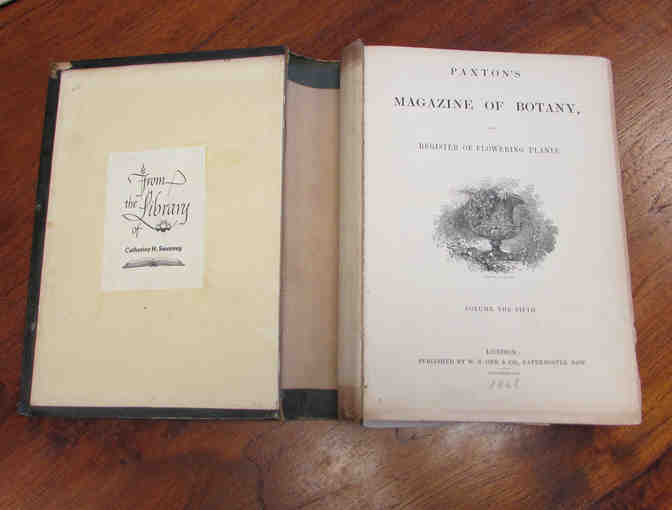 From
the Library
of
Catherine H. Sweeney
PAXTON'S
MAGAZINE OF BOTANY,
REGISTER OF FLOWERING PLANTS
VOLUME THE FIFTH
LONDON:
PUBLISHED BY W. S. ORR & CO., PATERNOSTER ROW